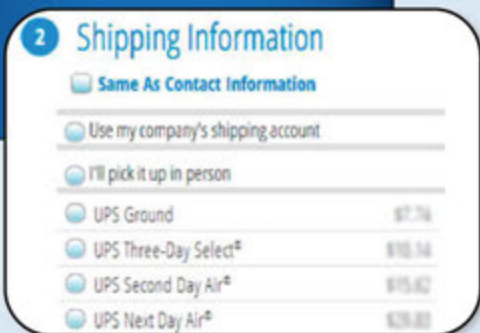 2 Shipping Information
Same As Contact Information
Use my company's shipping account
I'll pick it up in person
UPS Ground
UPS Three-Day Select®
UPS Second Day Air®
UPS Next Day Air®